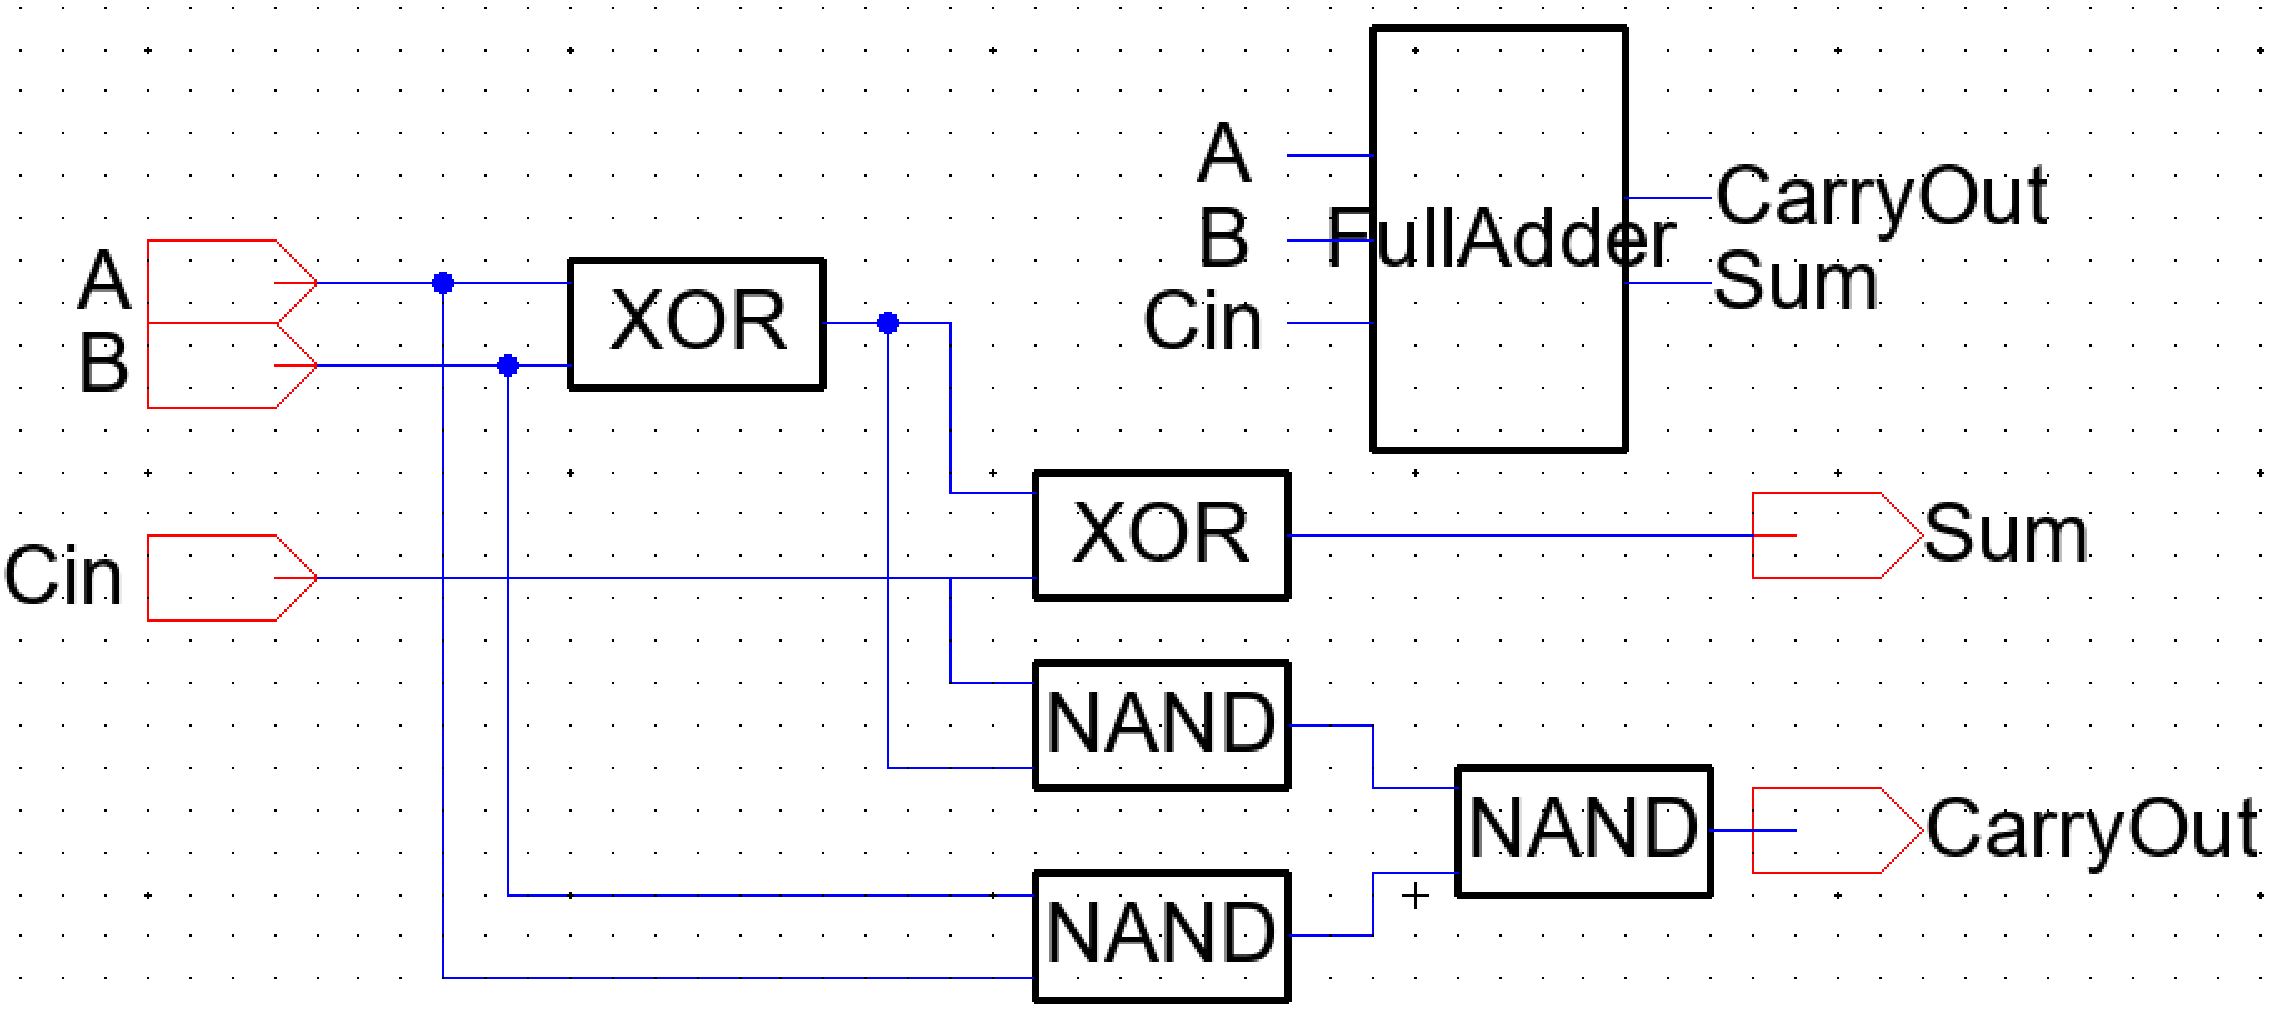 A
B
Cin
FullAdder
CarryOut
Sum
A
B
XOR
Cin
XOR
Sum
NAND
NAND
CarryOut
NAND